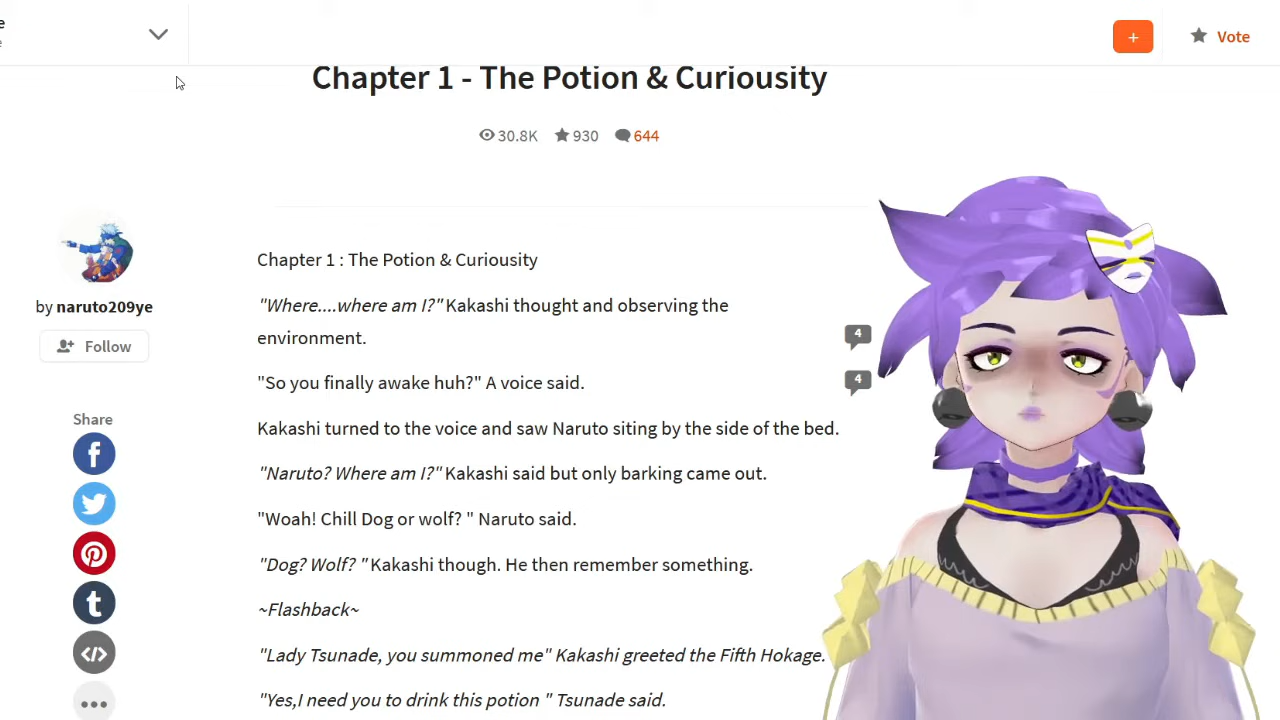 e
Vote
Chapter 1 - The Potion & Curiousity
30.8K 930 644
Chapter 1 : The Potion & Curiousity
"Where....where am I?" Kakashi thought and observing the
environment.
4
"So you finally awake huh?" A voice said.
4
Kakashi turned to the voice and saw Naruto siting by the side of the bed.
"Naruto? Where am I?" Kakashi said but only barking came out.
"Woah! Chill Dog or wolf? " Naruto said.
"Dog? Wolf? " Kakashi though. He then remember something.
~Flashback~
"Lady Tsunade, you summoned me" Kakashi greeted the Fifth Hokage.
"Yes,I need you to drink this potion " Tsunade said.
by naruto209ye
Follow
Share